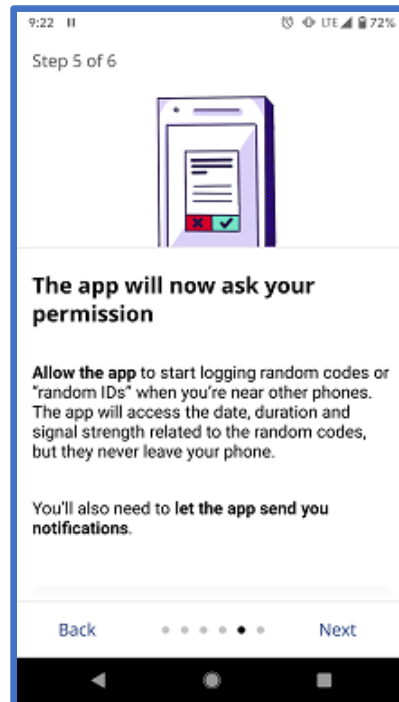 9:22
LTE 72%
Step 5 of 6
The app will now ask your
permission
Allow the app to start logging random codes or
“random IDs” when you’re near other phones.
The app will access the date, duration and
signal strength related to the random codes,
but they never leave your phone.
You’ll also need to let the app send you
notifications.
Back Next